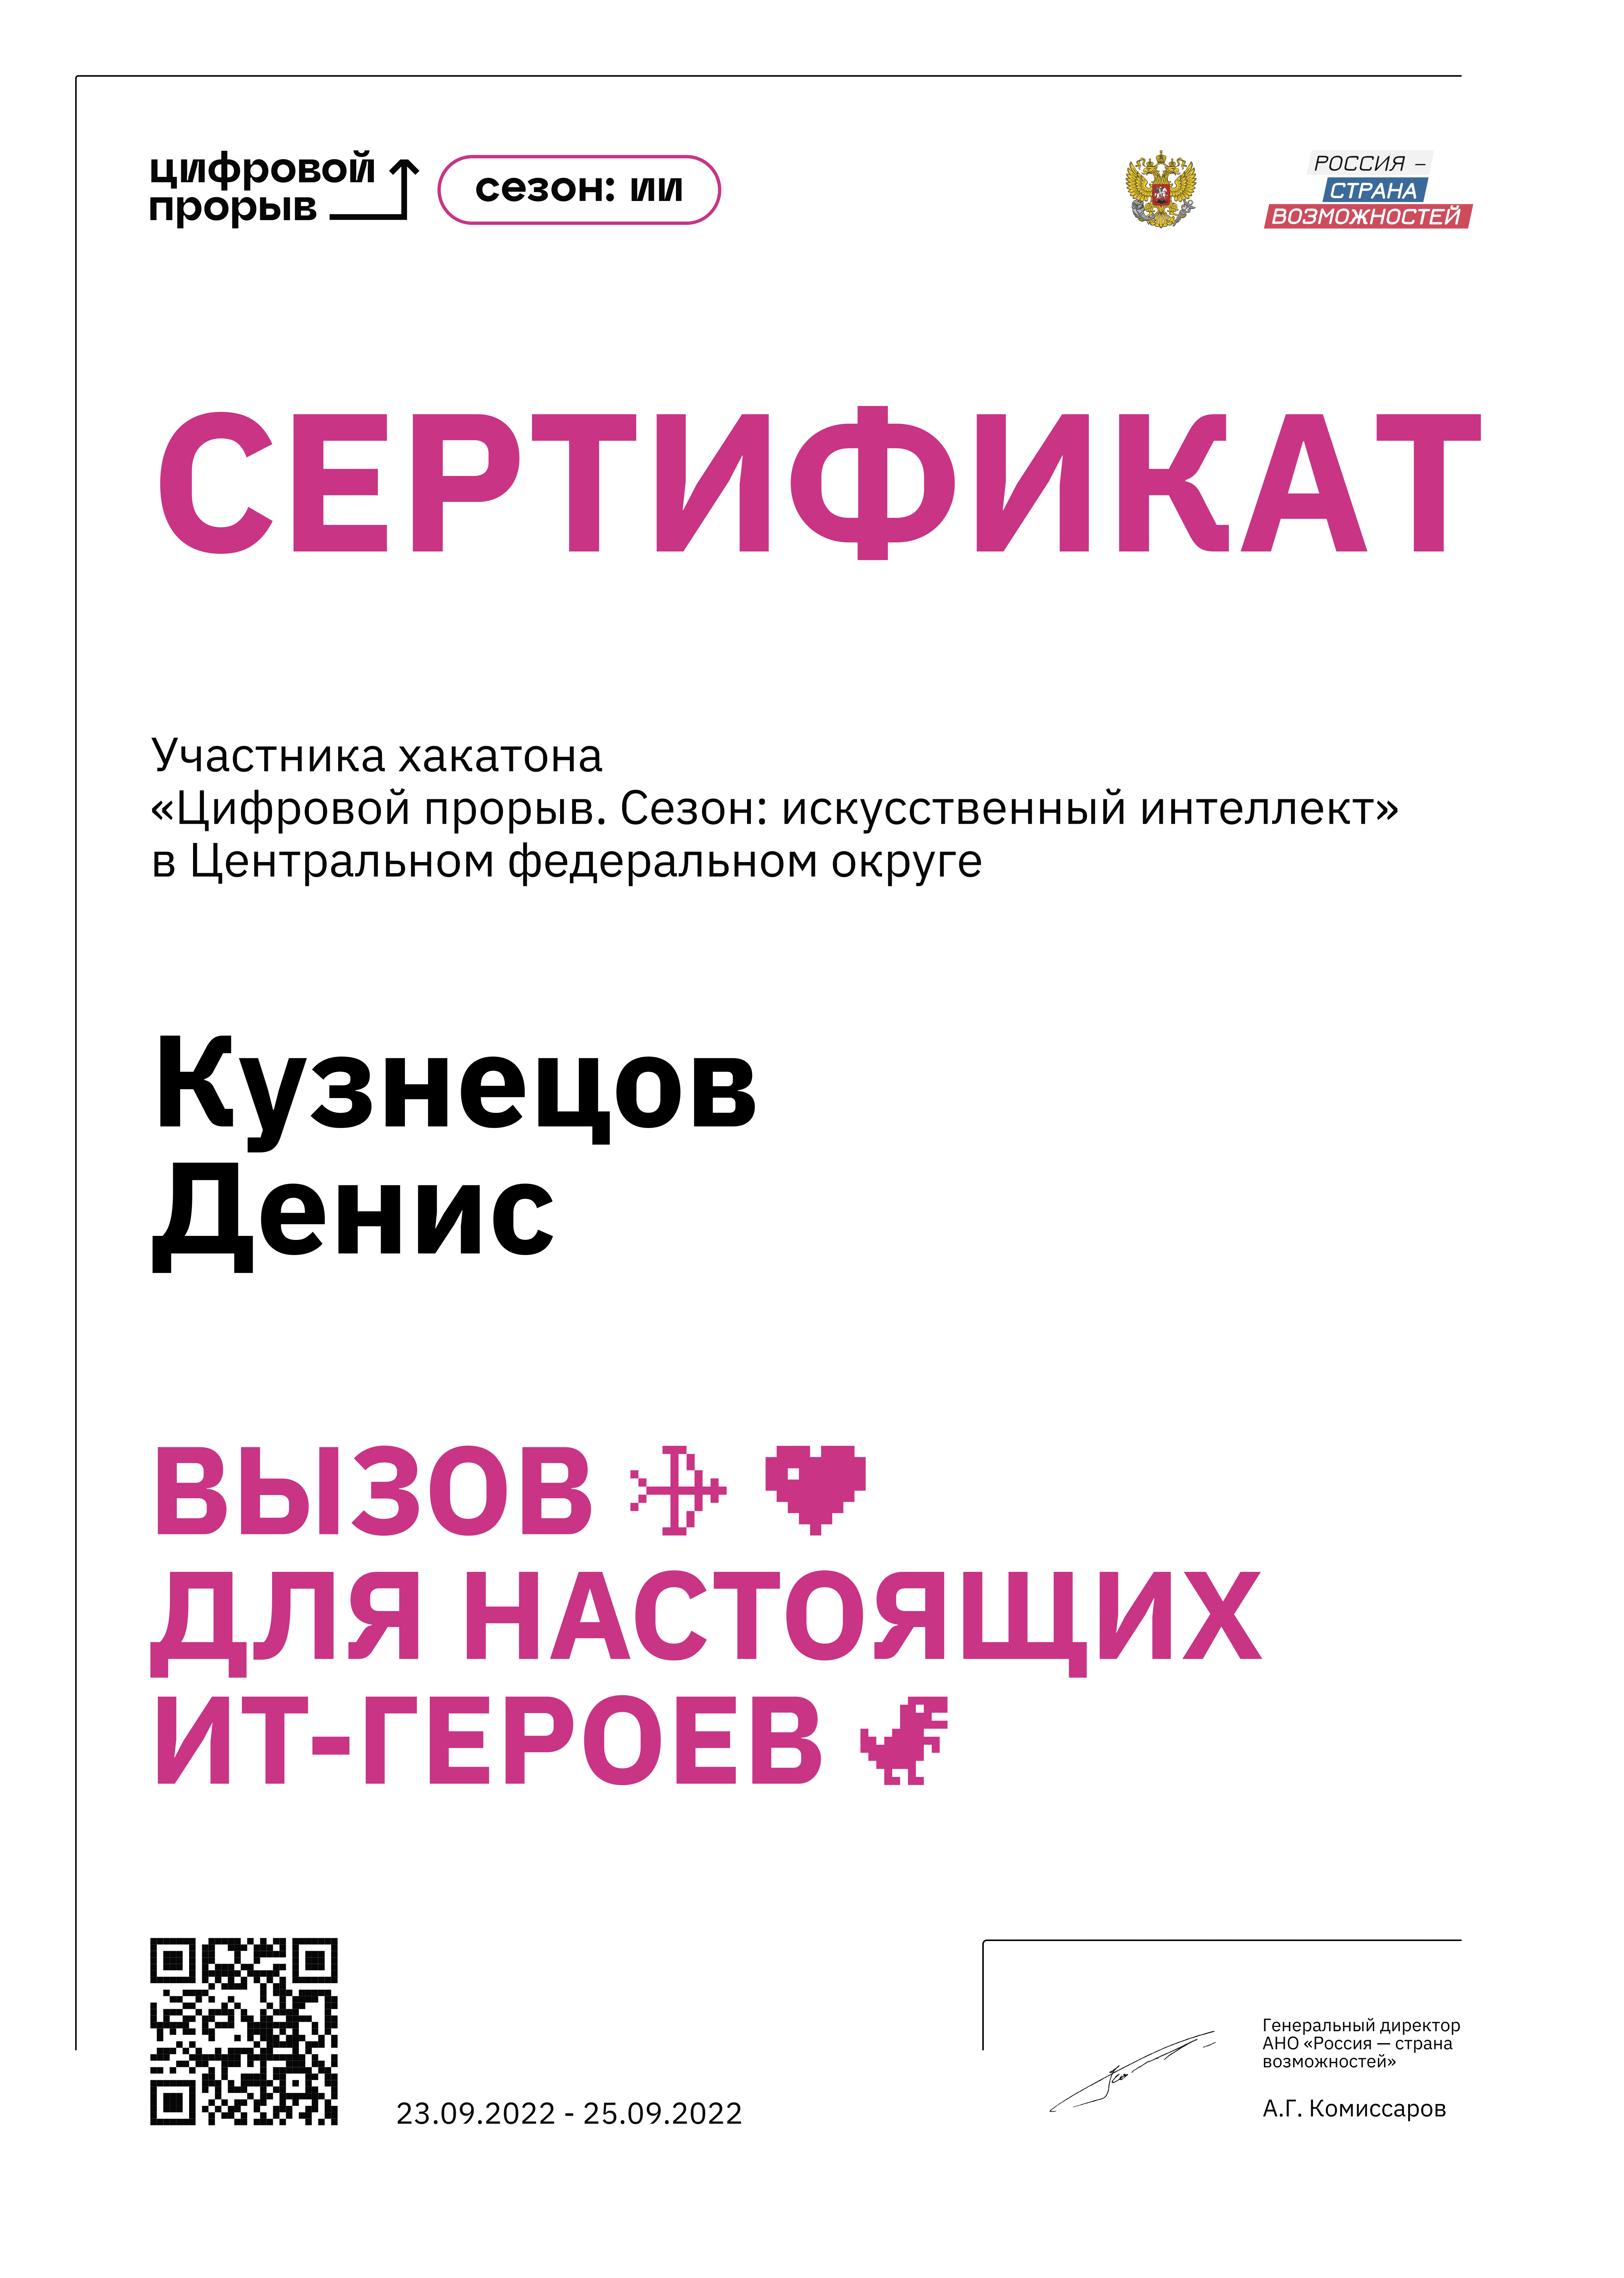 цифровой
прорыв
сезон: ии
РОССИЯ –
СТРАНА
ВОЗМОЖНОСТЕЙ
СЕРТИФИКАТ
Участника хакатона
«Цифровой прорыв. Сезон: искусственный интеллект»
в Центральном федеральном округе
Кузнецов
Денис
ВЫЗОВ
ДЛЯ НАСТОЯЩИХ
ИТ-ГЕРОЕВ
23.09.2022 - 25.09.2022
Генеральный директор
АНО «Россия — страна
возможностей»
А.Г. Комиссаров